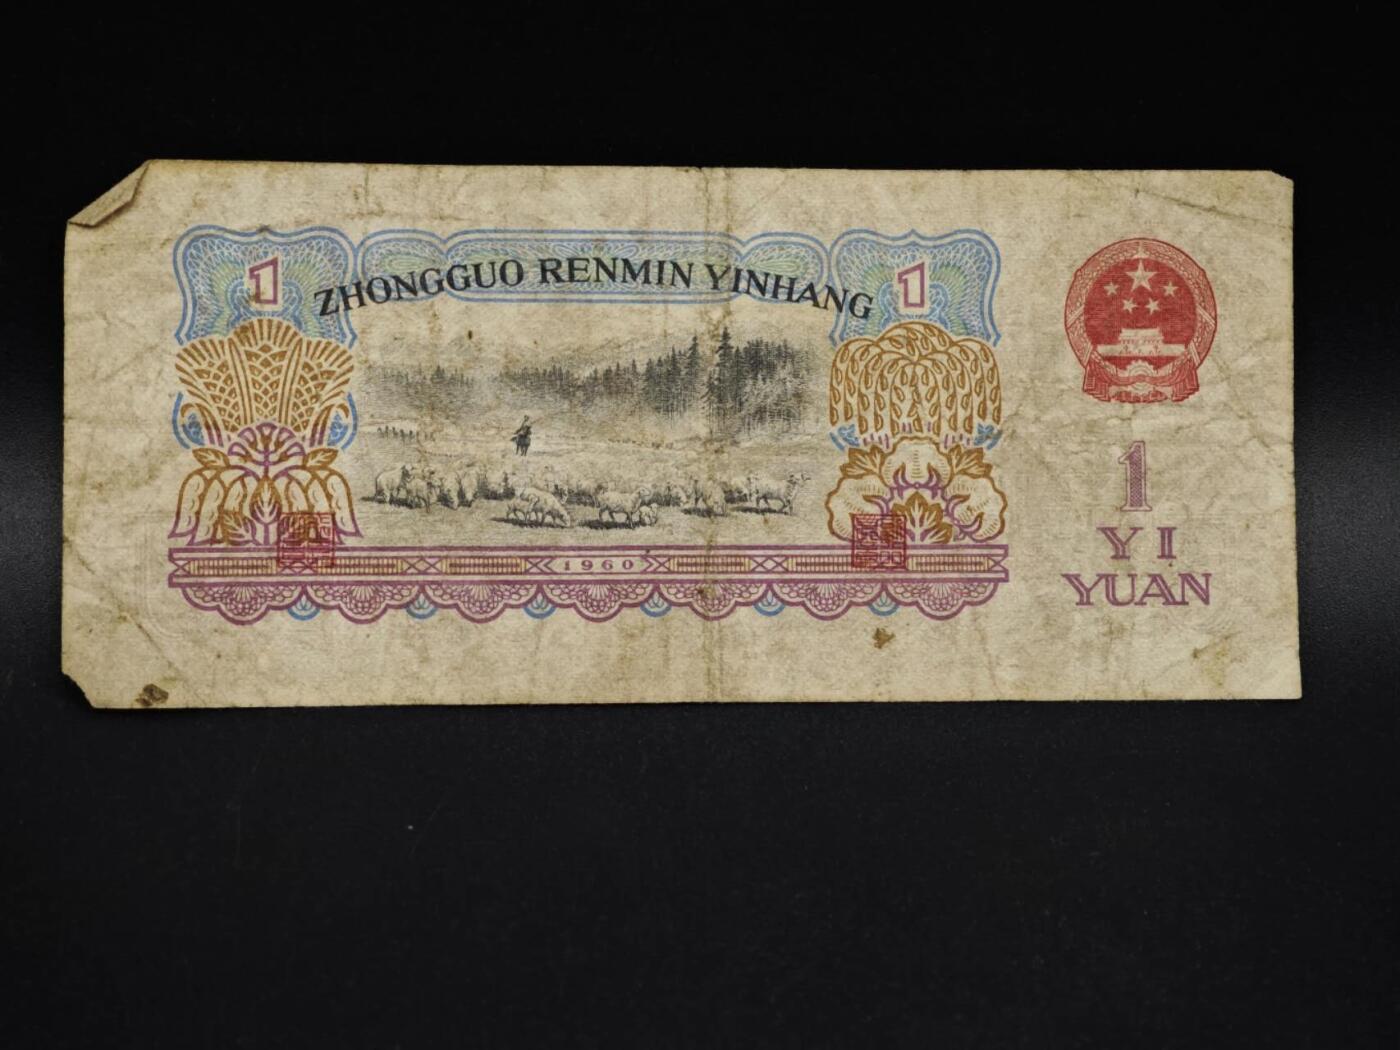 1 ZHONGGUO RENMIN YINHANG 1
1960
1
YI
YUAN